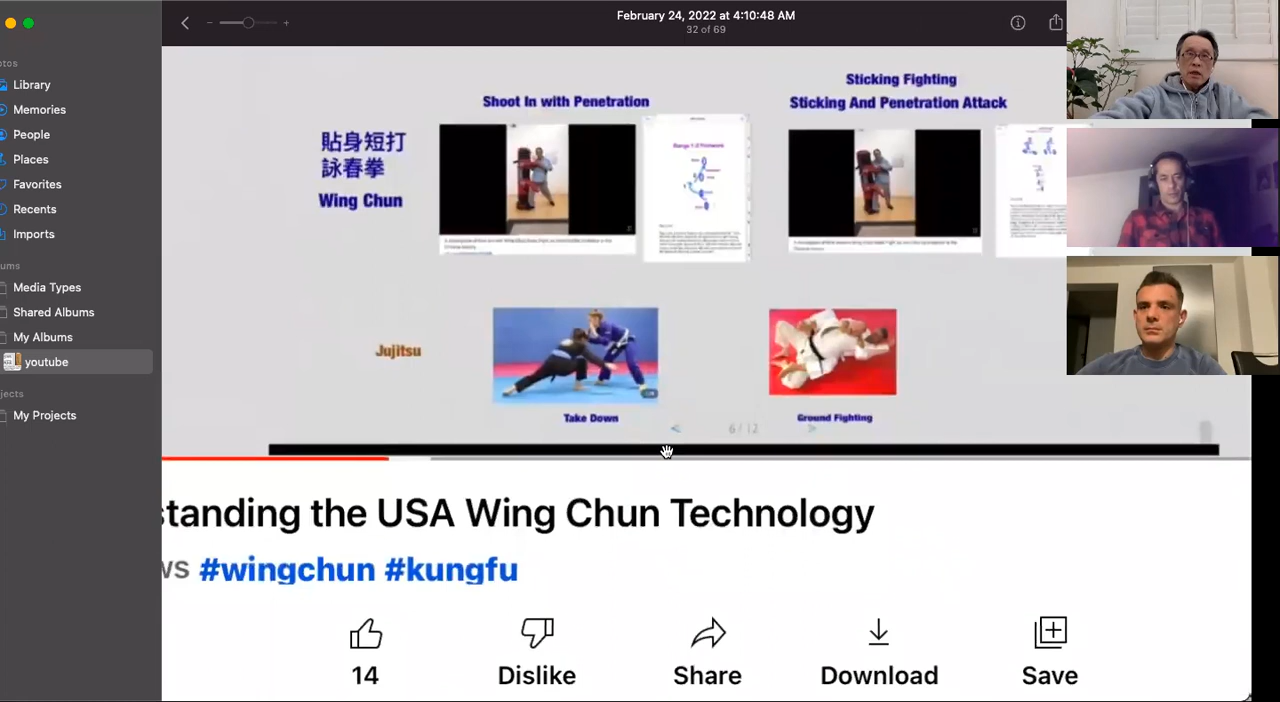 February 24, 2022 at 4:10:48 AM
32 of 69
Library
Memories
People
Places
Favorites
Recents
Imports
Media Types
Shared Albums
My Albums
youtube
My Projects
Shoot In with Penetration
Sticking Fighting
Sticking And Penetration Attack
貼身短打
詠春拳
Wing Chun
Jujitsu
Take Down
Ground Fighting
6 / 12
standing the USA Wing Chun Technology
#wingchun #kungfu
14
Dislike
Share
Download
Save